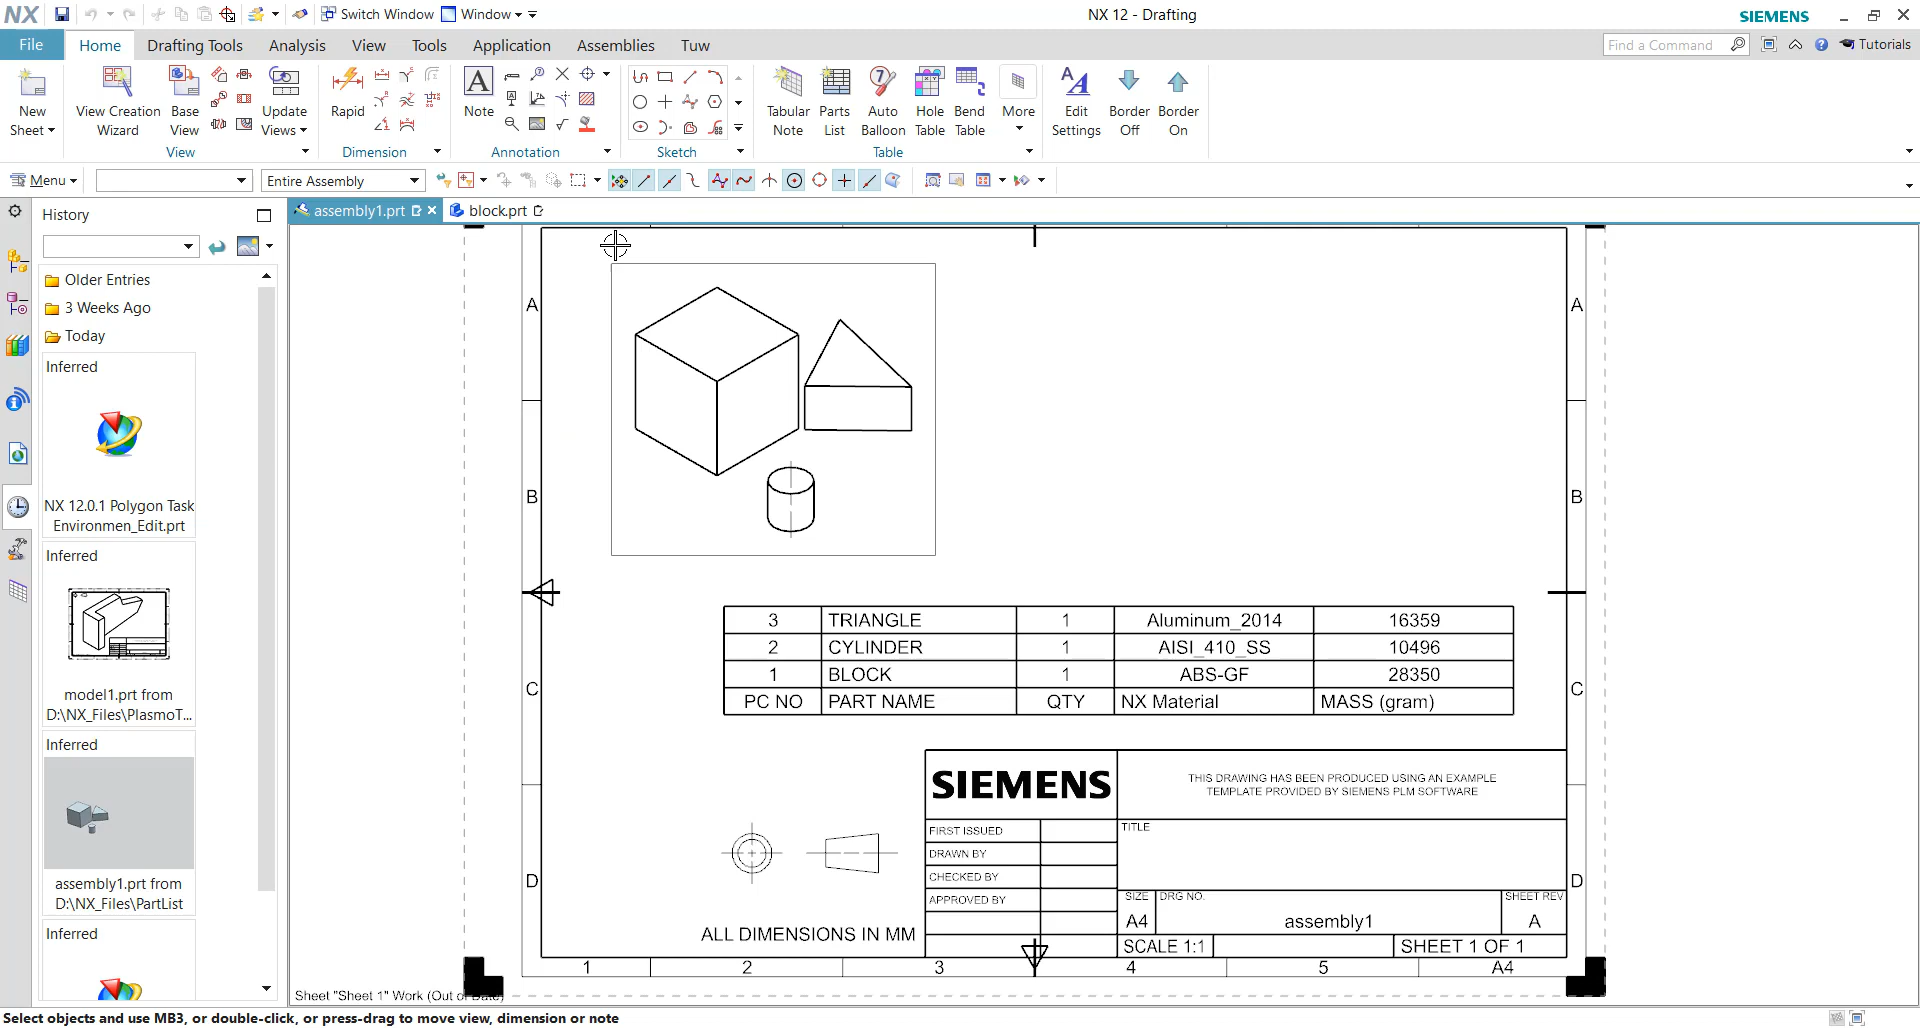 NX
Switch Window
Window
NX 12 - Drafting
SIEMENS
File
Home
Drafting Tools
Analysis
View
Tools
Application
Assemblies
Tuw
Find a Command
Tutorials
New
Sheet
View Creation
Wizard
Base
View
Update
Views
Rapid
A
Note
7
Tabular
Note
Parts
List
Auto
Balloon
Hole
Table
Bend
Table
More
Edit
Settings
Border
Off
Border
On
View
Dimension
Annotation
Sketch
Table
Menu
Entire Assembly
History
assembly1.prt
block.prt
Older Entries
3 Weeks Ago
Today
Inferred
NX 12.0.1 Polygon Task
Environmen_Edit.prt
Inferred
model1.prt from
D:\NX_Files\PlasmoT...
Inferred
assembly1.prt from
D:\NX_Files\PartList
Inferred
A
A
B
B
C
C
D
D
3 TRIANGLE 1 Aluminum_2014 16359
2 CYLINDER 1 AISI_410_SS 10496
1 BLOCK 1 ABS-GF 28350
PC NO PART NAME QTY NX Material MASS (gram)
SIEMENS
THIS DRAWING HAS BEEN PRODUCED USING AN EXAMPLE
TEMPLATE PROVIDED BY SIEMENS PLM SOFTWARE
FIRST ISSUED
DRAWN BY
CHECKED BY
APPROVED BY
TITLE
SIZE
A4
DRG NO.
assembly1
SHEET REV
A
SCALE 1:1
SHEET 1 OF 1
ALL DIMENSIONS IN MM
1 2 3 4 5 A4
Sheet "Sheet 1" Work (Out of Date)
Select objects and use MB3, or double-click, or press-drag to move view, dimension or note